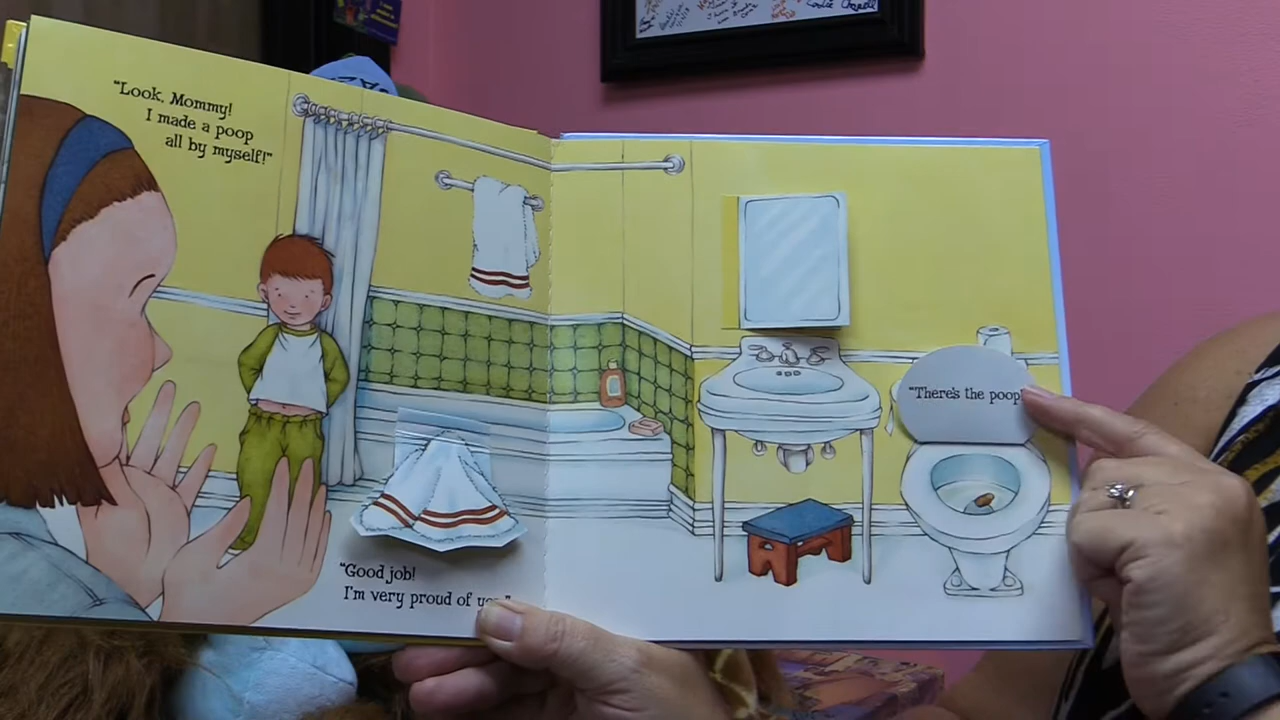 "Look, Mommy!
I made a poop
all by myself!"
"Good job!
I'm very proud of
"There's the poop